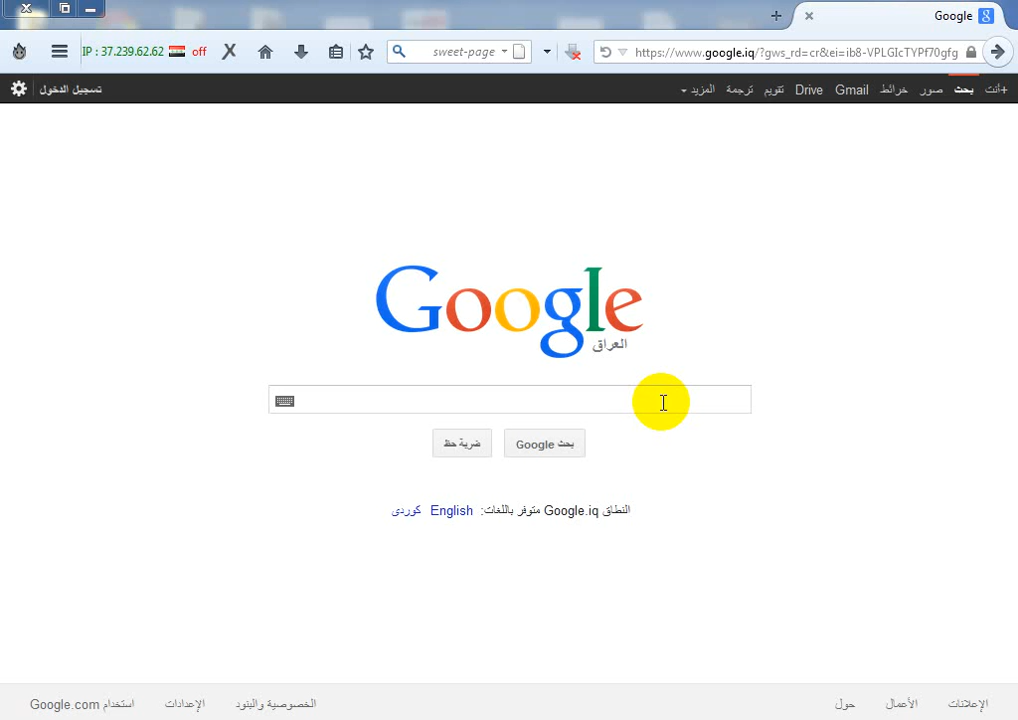 Google
IP : 37.239.62.62 off
sweet-page
https://www.google.iq/?gws_rd=cr&ei=ib8-VPLGIcTYPf70gfg
+أنت بحث صور خرائط Gmail Drive تقويم ترجمة المزيد
تسجيل الدخول
Google
العراق
بحث Google ضربة حظ
النطاق Google.iq متوفر باللغات: English كوردی
الإعلانات الأعمال حول الخصوصية والبنود الإعدادات استخدام Google.com